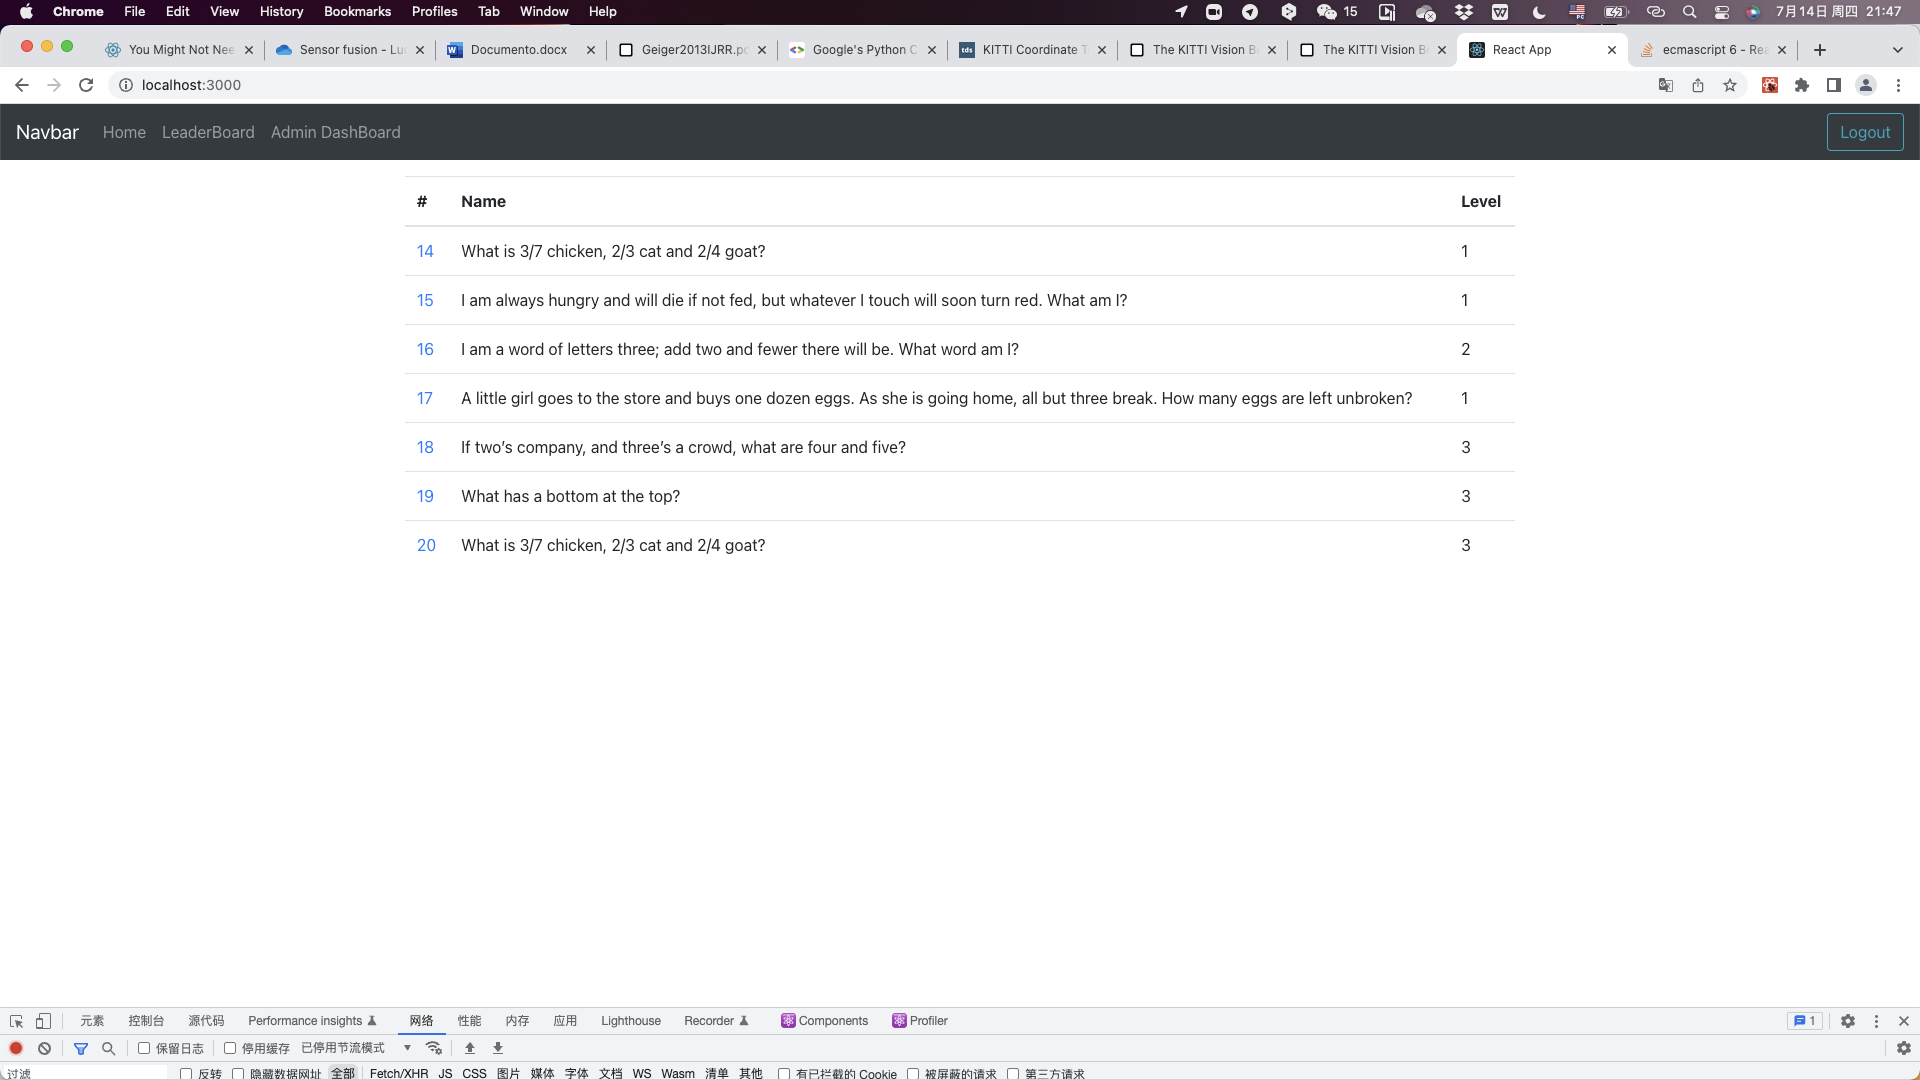 Chrome File Edit View History Bookmarks Profiles Tab Window Help 15 7月14日 周四 21:47
You Might Not Nee Sensor fusion - Lu Documento.docx Geiger2013IJRR.p Google's Python C KITTI Coordinate T The KITTI Vision B The KITTI Vision B React App ecmascript 6 - Rea
localhost:3000
Navbar Home LeaderBoard Admin DashBoard Logout
# Name Level
14 What is 3/7 chicken, 2/3 cat and 2/4 goat? 1
15 I am always hungry and will die if not fed, but whatever I touch will soon turn red. What am I? 1
16 I am a word of letters three; add two and fewer there will be. What word am I? 2
17 A little girl goes to the store and buys one dozen eggs. As she is going home, all but three break. How many eggs are left unbroken? 1
18 If two’s company, and three’s a crowd, what are four and five? 3
19 What has a bottom at the top? 3
20 What is 3/7 chicken, 2/3 cat and 2/4 goat? 3
元素 控制台 源代码 Performance insights 网络 性能 内存 应用 Lighthouse Recorder Components Profiler 1
保留日志 停用缓存 已停用节流模式
过滤 反转 隐藏数据网址 全部 Fetch/XHR JS CSS 图片 媒体 字体 文档 WS Wasm 清单 其他 有已拦截的 Cookie 被屏蔽的请求 第三方请求